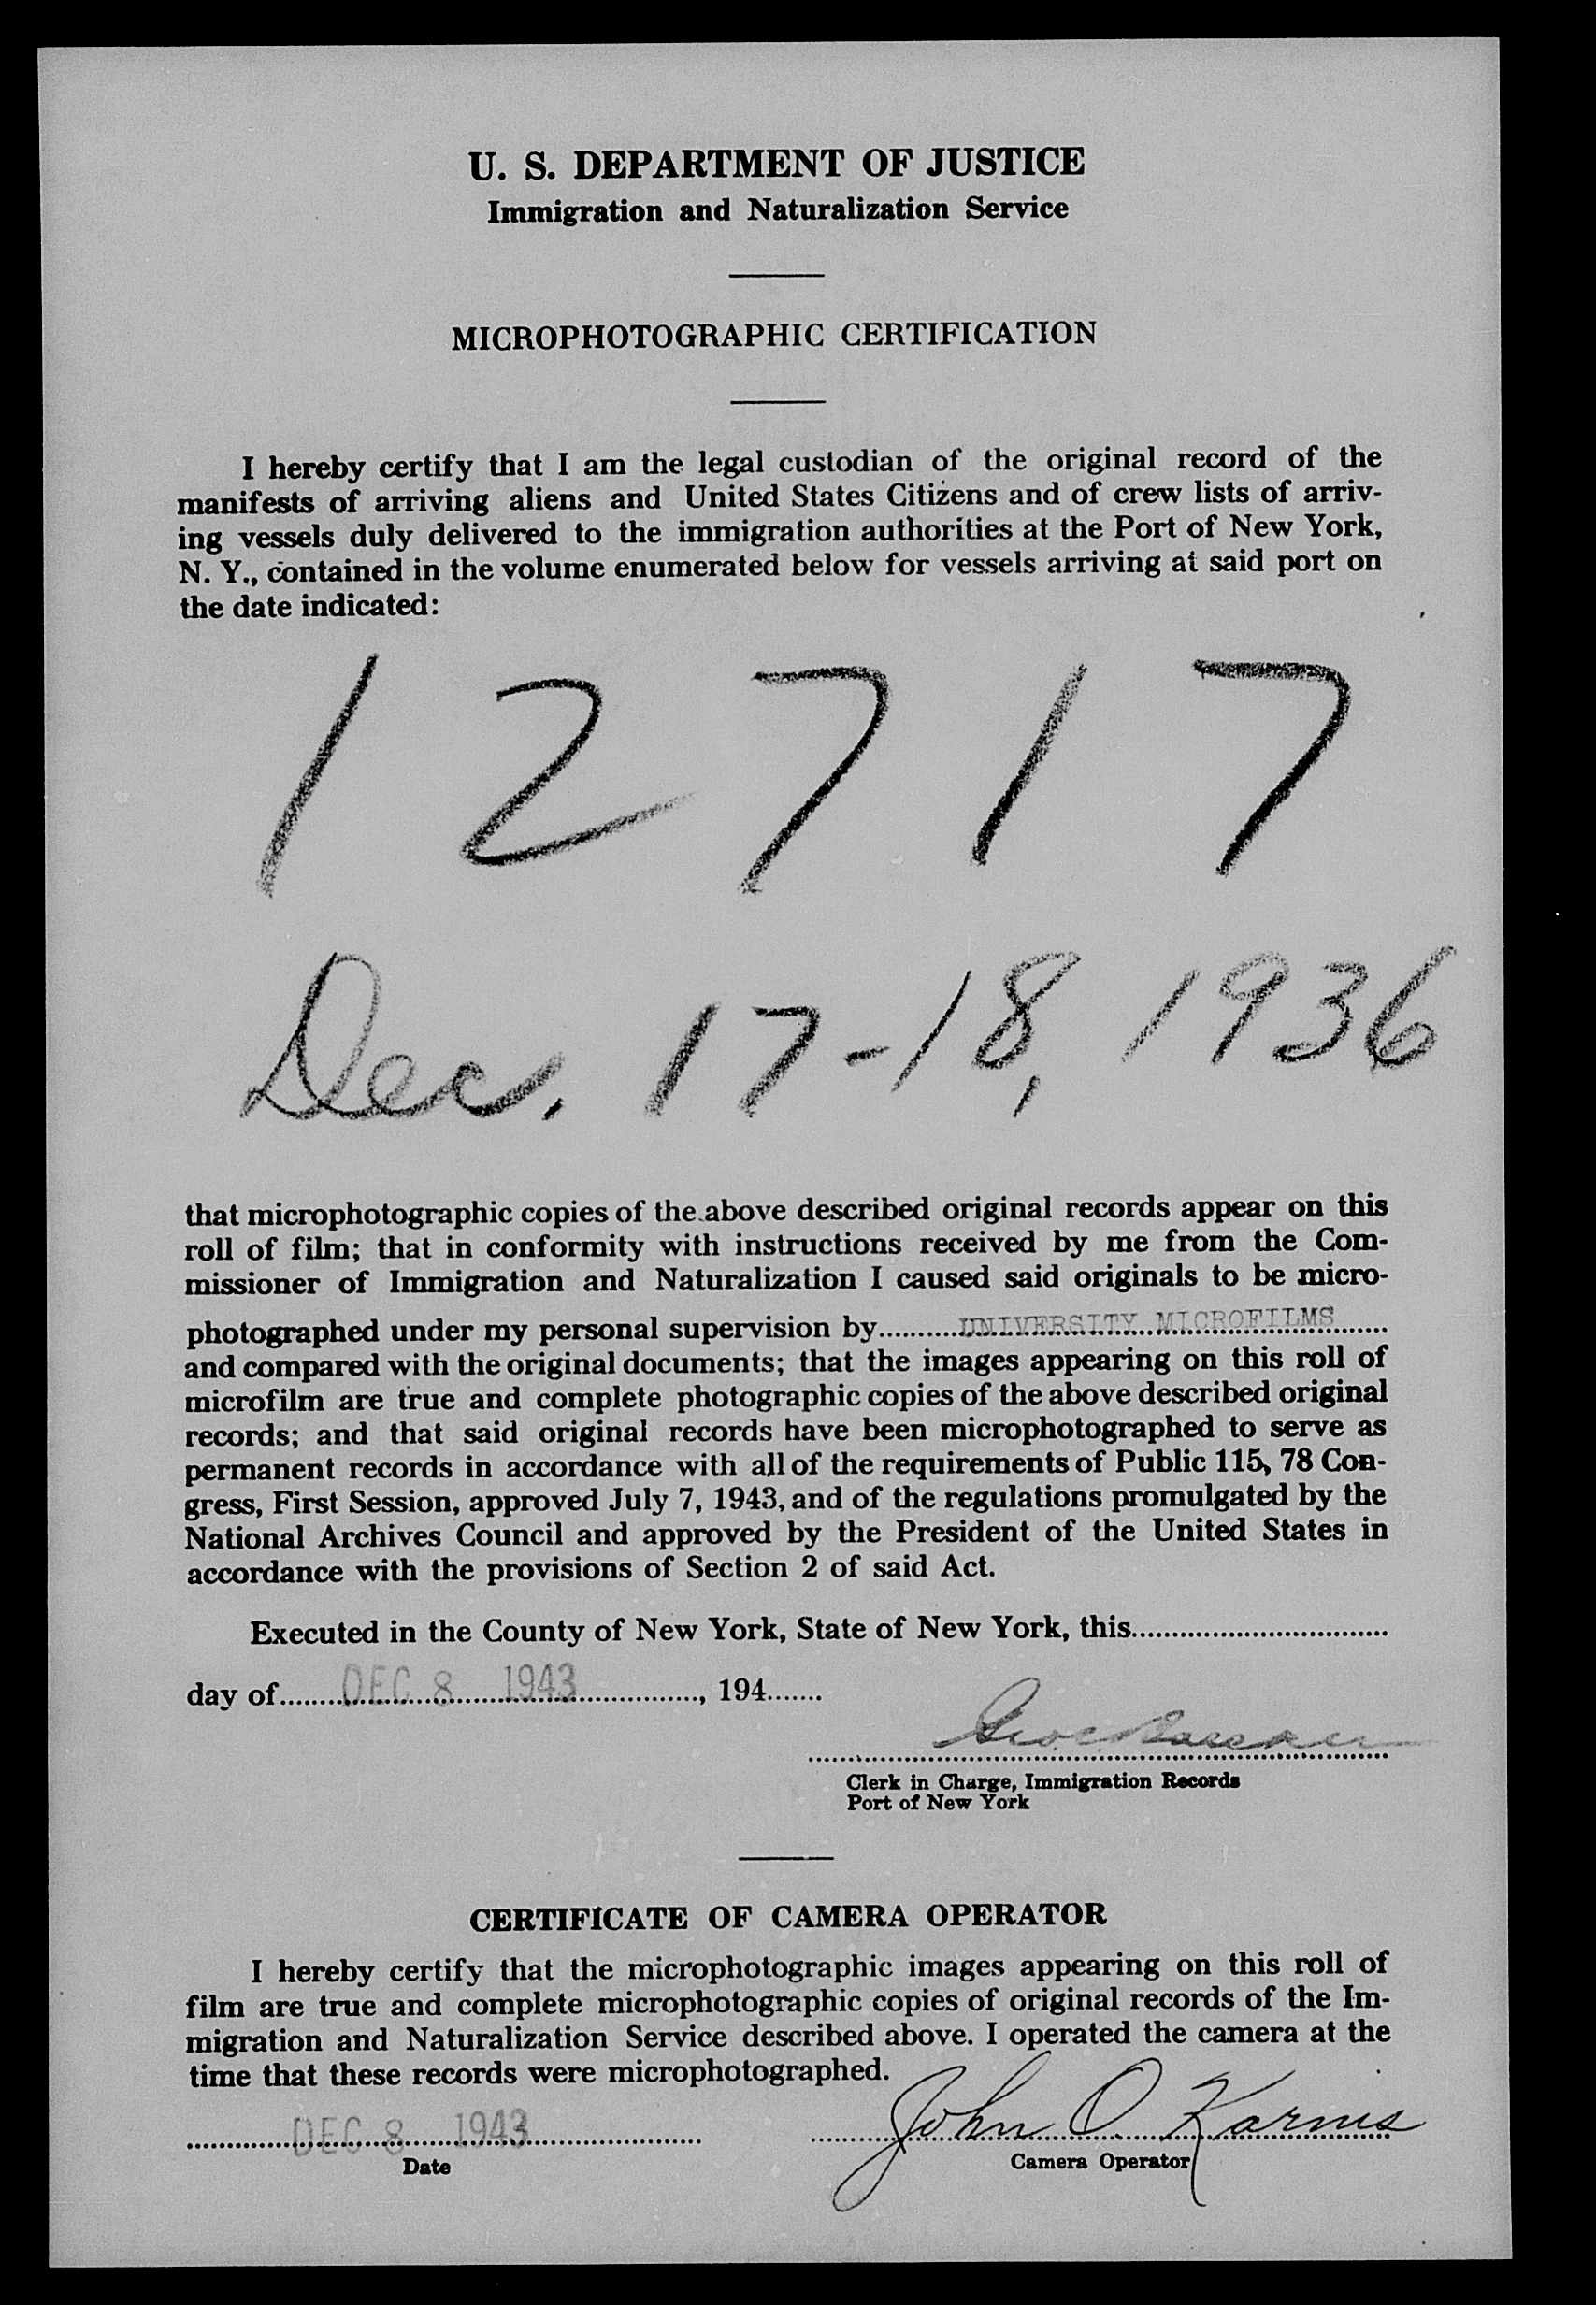 U. S. DEPARTMENT OF JUSTICE
Immigration and Naturalization Service
MICROPHOTOGRAPHIC CERTIFICATION
I hereby certify that I am the legal custodian of the original record of the
manifests of arriving aliens and United States Citizens and of crew lists of arriv-
ing vessels duly delivered to the immigration authorities at the Port of New York,
N. Y., contained in the volume enumerated below for vessels arriving at said port on
the date indicated:
12717
Dec. 17-18, 1936
that microphotographic copies of the above described original records appear on this
roll of film; that in conformity with instructions received by me from the Com-
missioner of Immigration and Naturalization I caused said originals to be micro-
photographed under my personal supervision by UNIVERSITY MICROFILMS
and compared with the original documents; that the images appearing on this roll of
microfilm are true and complete photographic copies of the above described original
records; and that said original records have been microphotographed to serve as
permanent records in accordance with all of the requirements of Public 115, 78 Con-
gress, First Session, approved July 7, 1943, and of the regulations promulgated by the
National Archives Council and approved by the President of the United States in
accordance with the provisions of Section 2 of said Act.
Executed in the County of New York, State of New York, this
day of DEC 8 1943, 194
Clerk in Charge, Immigration Records
Port of New York
CERTIFICATE OF CAMERA OPERATOR
I hereby certify that the microphotographic images appearing on this roll of
film are true and complete microphotographic copies of original records of the Im-
migration and Naturalization Service described above. I operated the camera at the
time that these records were microphotographed.
DEC 8 1943 John O Karnis
Date Camera Operator